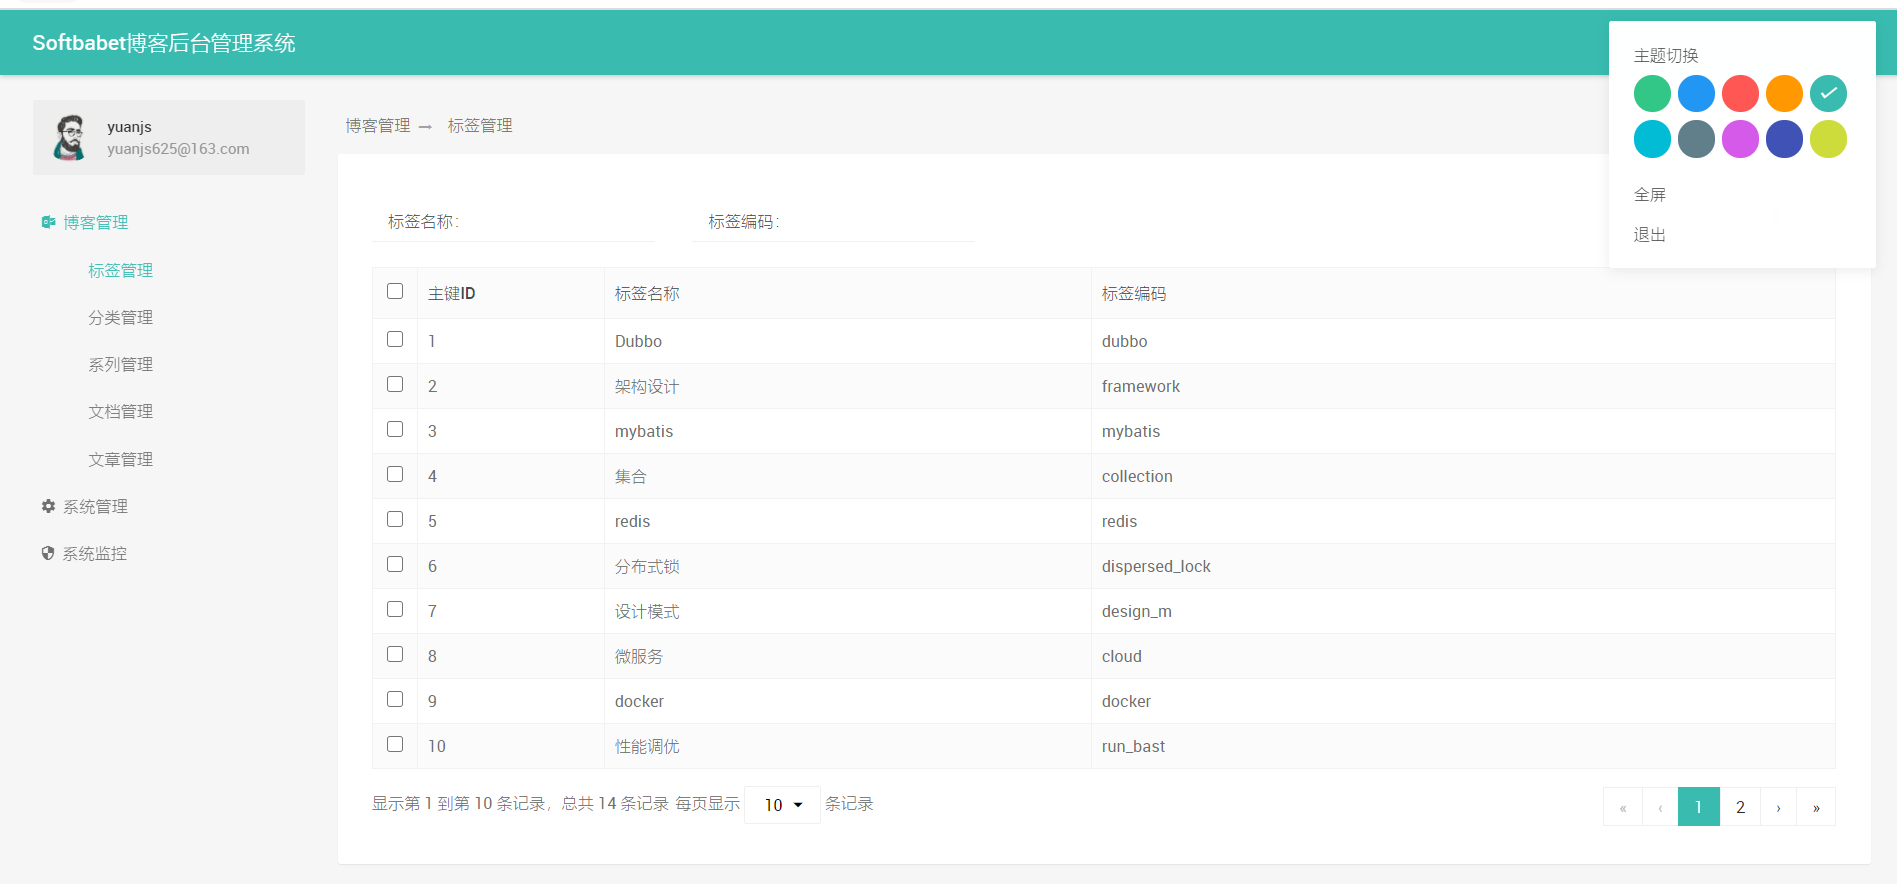 Softbabet博客后台管理系统
主题切换
全屏
退出
yuanjs
yuanjs625@163.com
博客管理
标签管理
分类管理
系列管理
文档管理
文章管理
系统管理
系统监控
博客管理 → 标签管理
标签名称: 标签编码:
主键ID 标签名称 标签编码
1 Dubbo dubbo
2 架构设计 framework
3 mybatis mybatis
4 集合 collection
5 redis redis
6 分布式锁 dispersed_lock
7 设计模式 design_m
8 微服务 cloud
9 docker docker
10 性能调优 run_bast
显示第 1 到第 10 条记录，总共 14 条记录 每页显示 10 条记录
« ‹ 1 2 › »